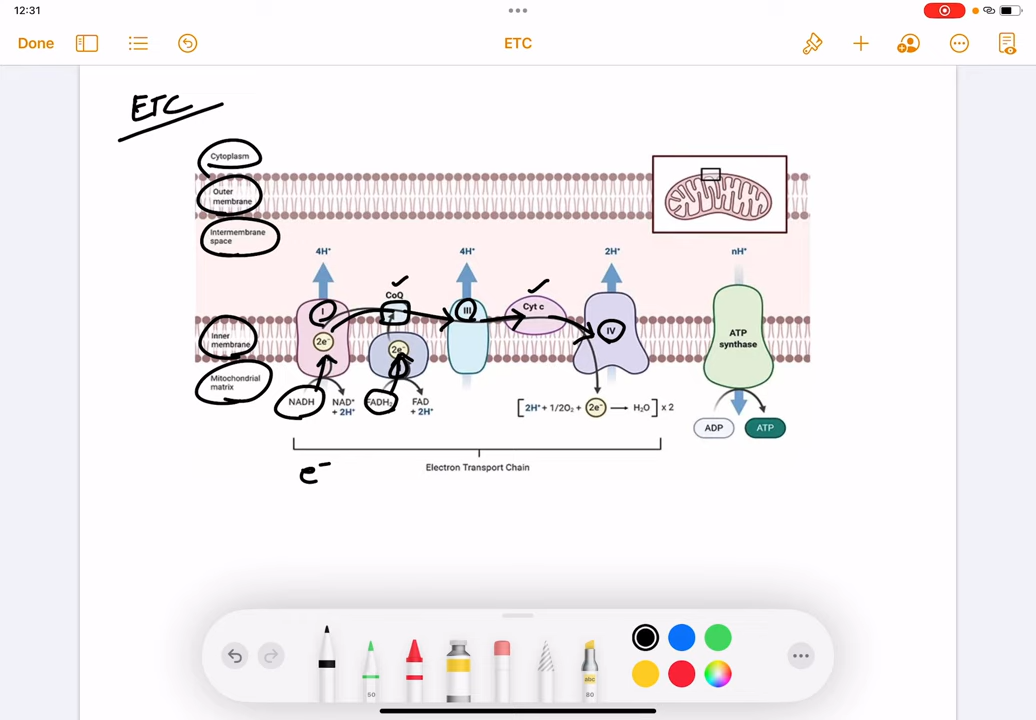 12:31
Done
ETC
ETC
Cytoplasm
Outer
membrane
Intermembrane
space
4H⁺
4H⁺
2H⁺
nH⁺
CoQ
I
III
Cyt c
IV
2e⁻
2e⁻
ATP
synthase
Inner
membrane
Mitochondrial
matrix
NADH
NAD⁺
+ 2H⁺
FADH₂
FAD
+ 2H⁺
[2H⁺ + 1/2O₂ + 2e⁻ → H₂O] x 2
ADP
ATP
Electron Transport Chain
e⁻
50
abc
80